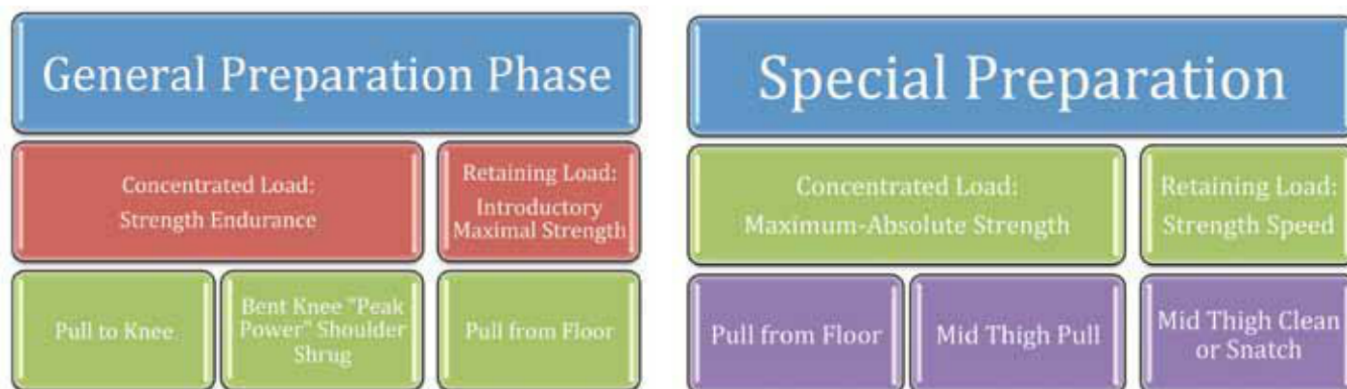 General Preparation Phase
Concentrated Load:
Strength Endurance
Retaining Load:
Introductory
Maximal Strength
Pull to Knee
Bent Knee "Peak
Power" Shoulder
Shrug
Pull from Floor
Special Preparation
Concentrated Load:
Maximum-Absolute Strength
Retaining Load:
Strength Speed
Pull from Floor
Mid Thigh Pull
Mid Thigh Clean
or Snatch